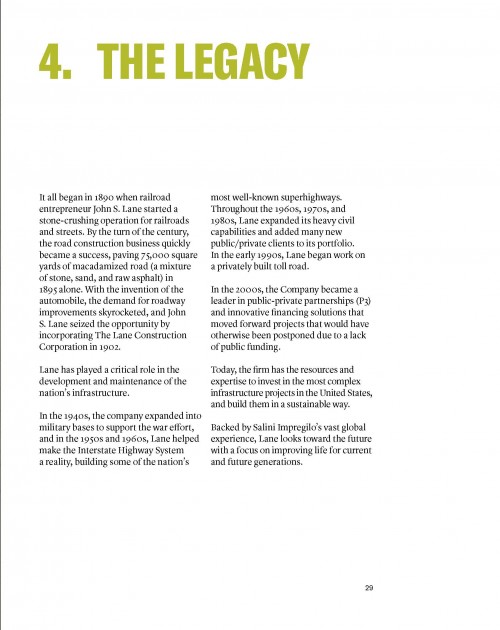 4. THE LEGACY
It all began in 1890 when railroad
entrepreneur John S. Lane started a
stone-crushing operation for railroads
and streets. By the turn of the century,
the road construction business quickly
became a success, paving 75,000 square
yards of macadamized road (a mixture
of stone, sand, and raw asphalt) in
1895 alone. With the invention of the
automobile, the demand for roadway
improvements skyrocketed, and John
S. Lane seized the opportunity by
incorporating The Lane Construction
Corporation in 1902.
Lane has played a critical role in the
development and maintenance of the
nation's infrastructure.
In the 1940s, the company expanded into
military bases to support the war effort,
and in the 1950s and 1960s, Lane helped
make the Interstate Highway System
a reality, building some of the nation's
most well-known superhighways.
Throughout the 1960s, 1970s, and
1980s, Lane expanded its heavy civil
capabilities and added many new
public/private clients to its portfolio.
In the early 1990s, Lane began work on
a privately built toll road.
In the 2000s, the Company became a
leader in public-private partnerships (P3)
and innovative financing solutions that
moved forward projects that would have
otherwise been postponed due to a lack
of public funding.
Today, the firm has the resources and
expertise to invest in the most complex
infrastructure projects in the United States,
and build them in a sustainable way.
Backed by Salini Impregilo's vast global
experience, Lane looks toward the future
with a focus on improving life for current
and future generations.
29